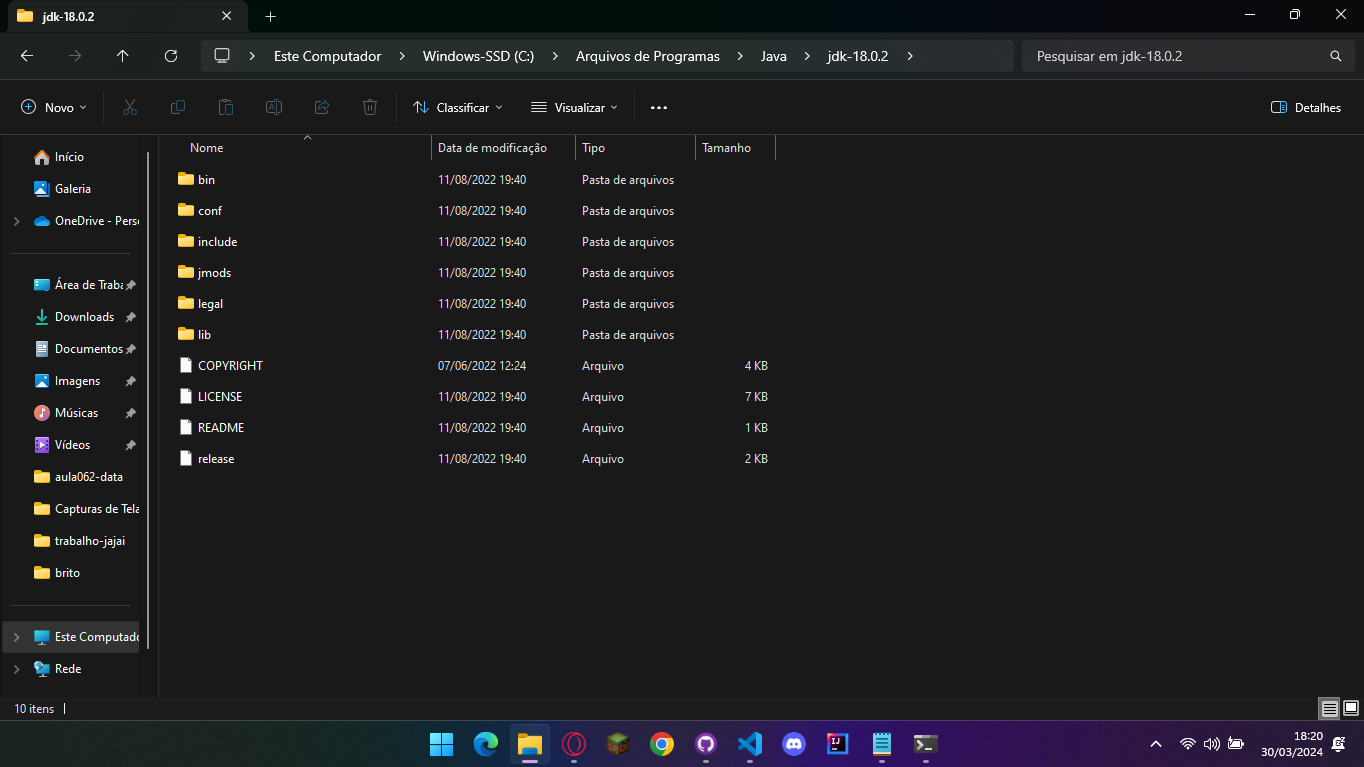 jdk-18.0.2
Este Computador Windows-SSD (C:) Arquivos de Programas Java jdk-18.0.2
Pesquisar em jdk-18.0.2
Novo Classificar Visualizar Detalhes
Início
Galeria
OneDrive - Perso
Área de Traba
Downloads
Documentos
Imagens
Músicas
Vídeos
aula062-data
Capturas de Tela
trabalho-jajai
brito
Este Computado
Rede
Nome Data de modificação Tipo Tamanho
bin 11/08/2022 19:40 Pasta de arquivos
conf 11/08/2022 19:40 Pasta de arquivos
include 11/08/2022 19:40 Pasta de arquivos
jmods 11/08/2022 19:40 Pasta de arquivos
legal 11/08/2022 19:40 Pasta de arquivos
lib 11/08/2022 19:40 Pasta de arquivos
COPYRIGHT 07/06/2022 12:24 Arquivo 4 KB
LICENSE 11/08/2022 19:40 Arquivo 7 KB
README 11/08/2022 19:40 Arquivo 1 KB
release 11/08/2022 19:40 Arquivo 2 KB
10 itens
18:20
30/03/2024